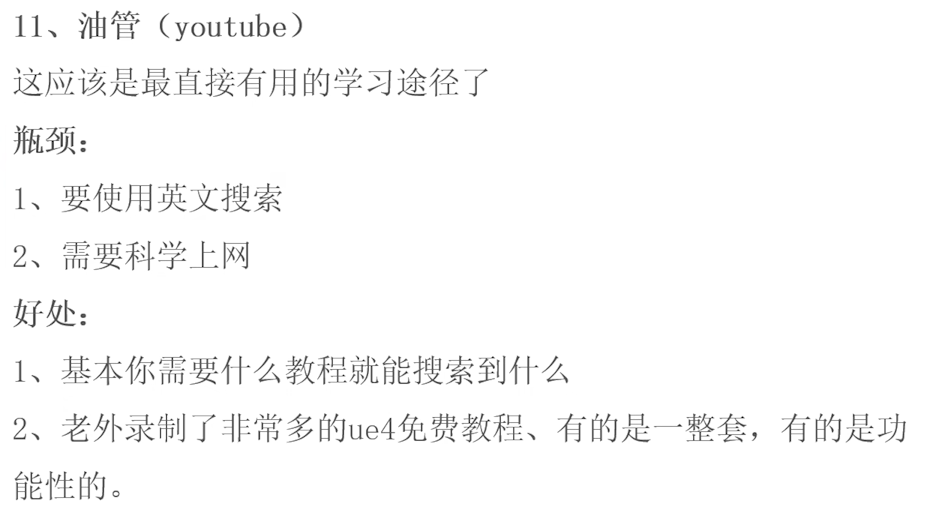 11、油管（youtube）
这应该是最直接有用的学习途径了
瓶颈：
1、要使用英文搜索
2、需要科学上网
好处：
1、基本你需要什么教程就能搜索到什么
2、老外录制了非常多的ue4免费教程、有的是一整套，有的是功
能性的。